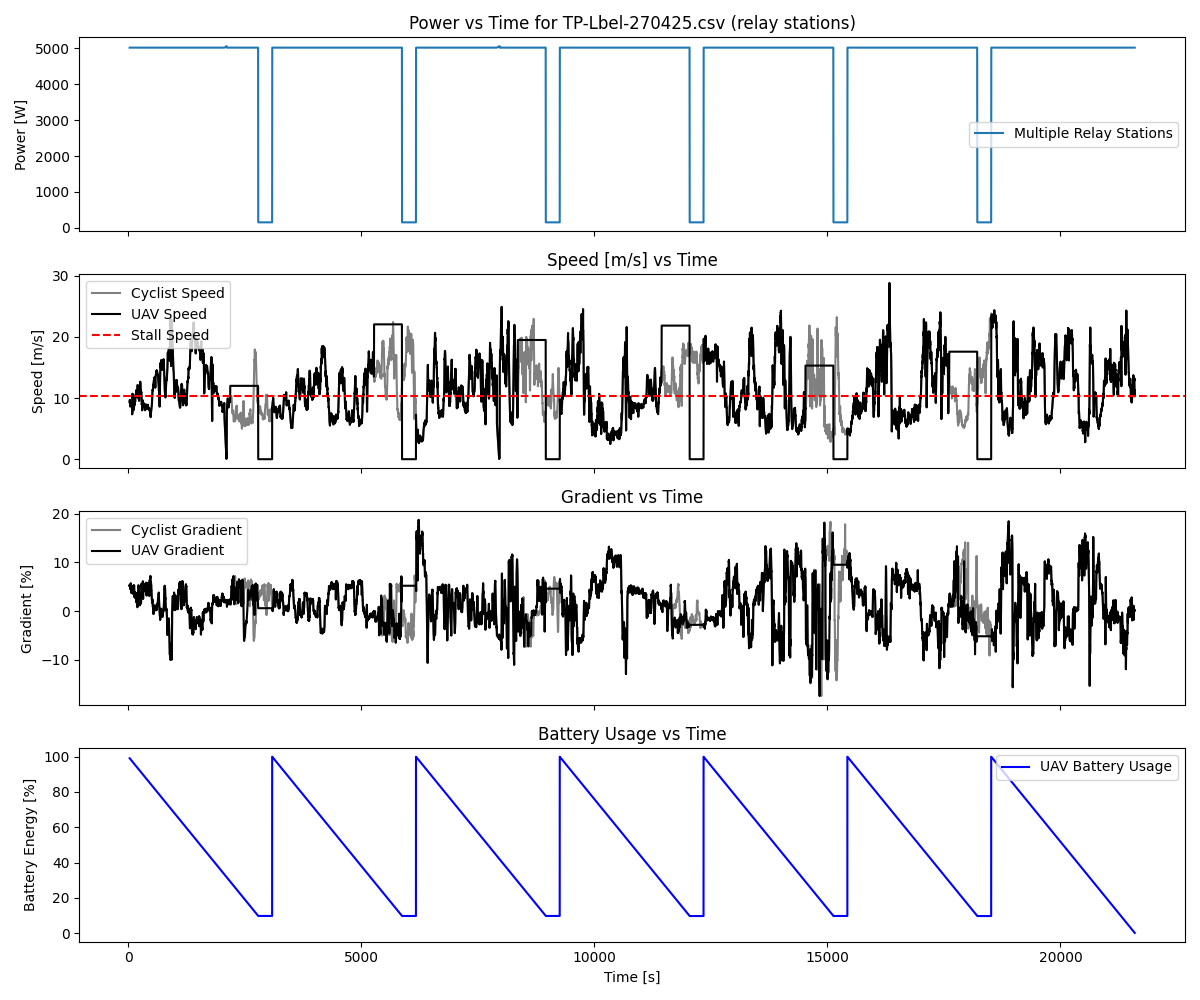 Power vs Time for TP-Lbel-270425.csv (relay stations)
5000
4000
3000
2000
1000
0
Power [W]
Multiple Relay Stations
Speed [m/s] vs Time
30
20
10
0
Speed [m/s]
Cyclist Speed
UAV Speed
Stall Speed
Gradient vs Time
20
10
0
−10
Gradient [%]
Cyclist Gradient
UAV Gradient
Battery Usage vs Time
100
80
60
40
20
0
Battery Energy [%]
UAV Battery Usage
0 5000 10000 15000 20000
Time [s]